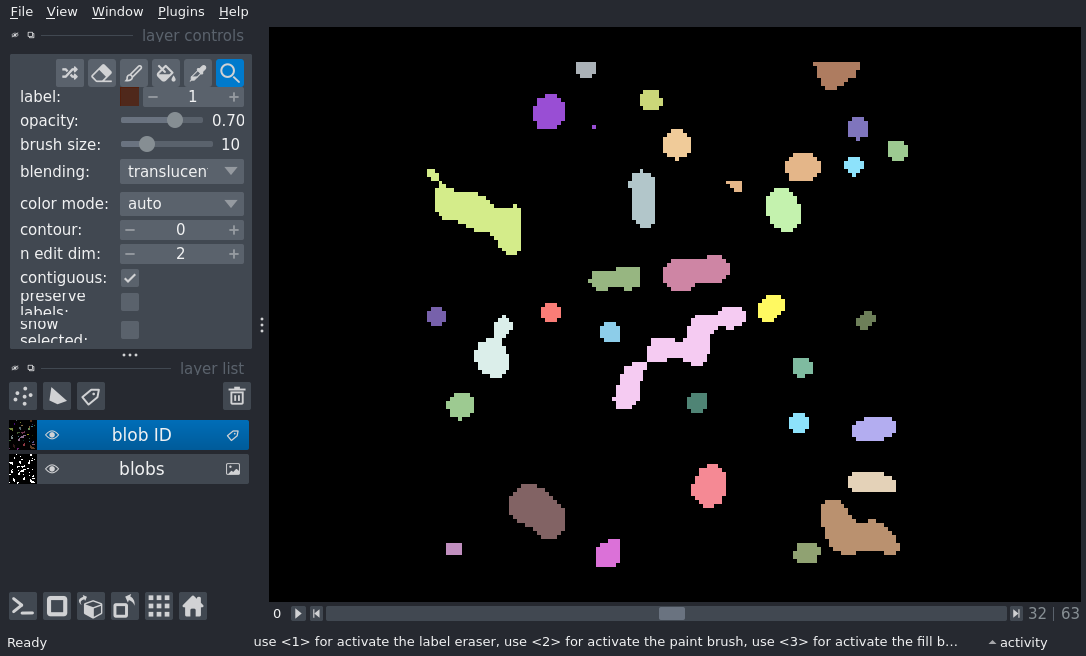 File View Window Plugins Help
layer controls
label: 1
opacity: 0.70
brush size: 10
blending: translucen
color mode: auto
contour: 0
n edit dim: 2
contiguous:
preserve
labels:
show
selected:
layer list
blob ID
blobs
0 32 63
Ready use <1> for activate the label eraser, use <2> for activate the paint brush, use <3> for activate the fill b... activity